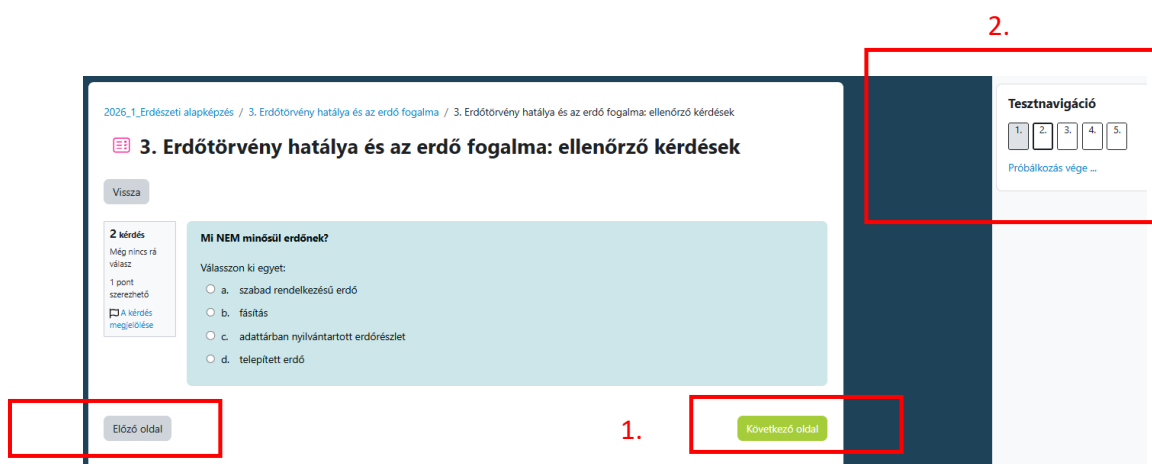 2.
2026_1_Erdészeti alapképzés / 3. Erdőtörvény hatálya és az erdő fogalma / 3. Erdőtörvény hatálya és az erdő fogalma: ellenőrző kérdések
3. Erdőtörvény hatálya és az erdő fogalma: ellenőrző kérdések
Vissza
2 kérdés
Még nincs rá
válasz
1 pont
szerezhető
A kérdés
megjelölése
Mi NEM minősül erdőnek?
Válasszon ki egyet:
a. szabad rendelkezésű erdő
b. fásítás
c. adattárban nyilvántartott erdőrészlet
d. telepített erdő
Előző oldal
1.
Következő oldal
Tesztnavigáció
1. 2. 3. 4. 5.
Próbálkozás vége ...